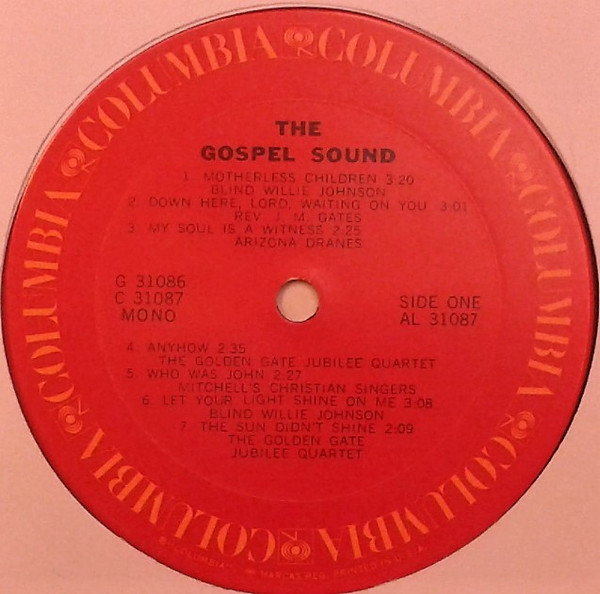 COLUMBIA COLUMBIA COLUMBIA COLUMBIA COLUMBIA COLUMBIA
THE
GOSPEL SOUND
1. MOTHERLESS CHILDREN 3:20
BLIND WILLIE JOHNSON
2. DOWN HERE, LORD, WAITING ON YOU 3:01
REV. J. M. GATES
3. MY SOUL IS A WITNESS 2:25
ARIZONA DRANES
G 31086
C 31087
MONO
SIDE ONE
AL 31087
4. ANYHOW 2:35
THE GOLDEN GATE JUBILEE QUARTET
5. WHO WAS JOHN 2:27
MITCHELL'S CHRISTIAN SINGERS
6. LET YOUR LIGHT SHINE ON ME 3:08
BLIND WILLIE JOHNSON
7. THE SUN DIDN'T SHINE 2:09
THE GOLDEN GATE
JUBILEE QUARTET
"COLUMBIA" MARCAS REG. PRINTED IN U.S.A.